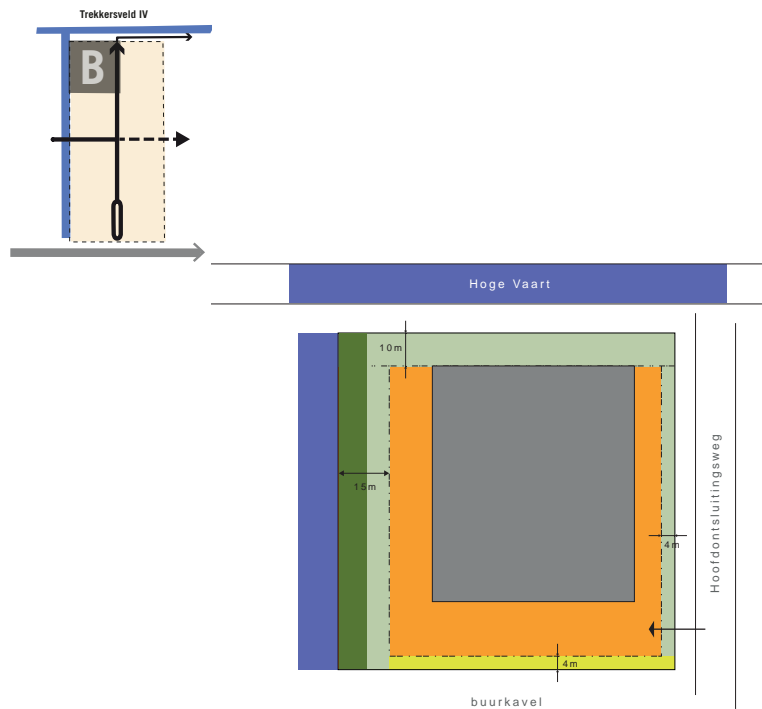 Trekkersveld IV
B
Hoge Vaart
10m
15m
4m
Hoofdontsluitingsweg
4m
buurkavel